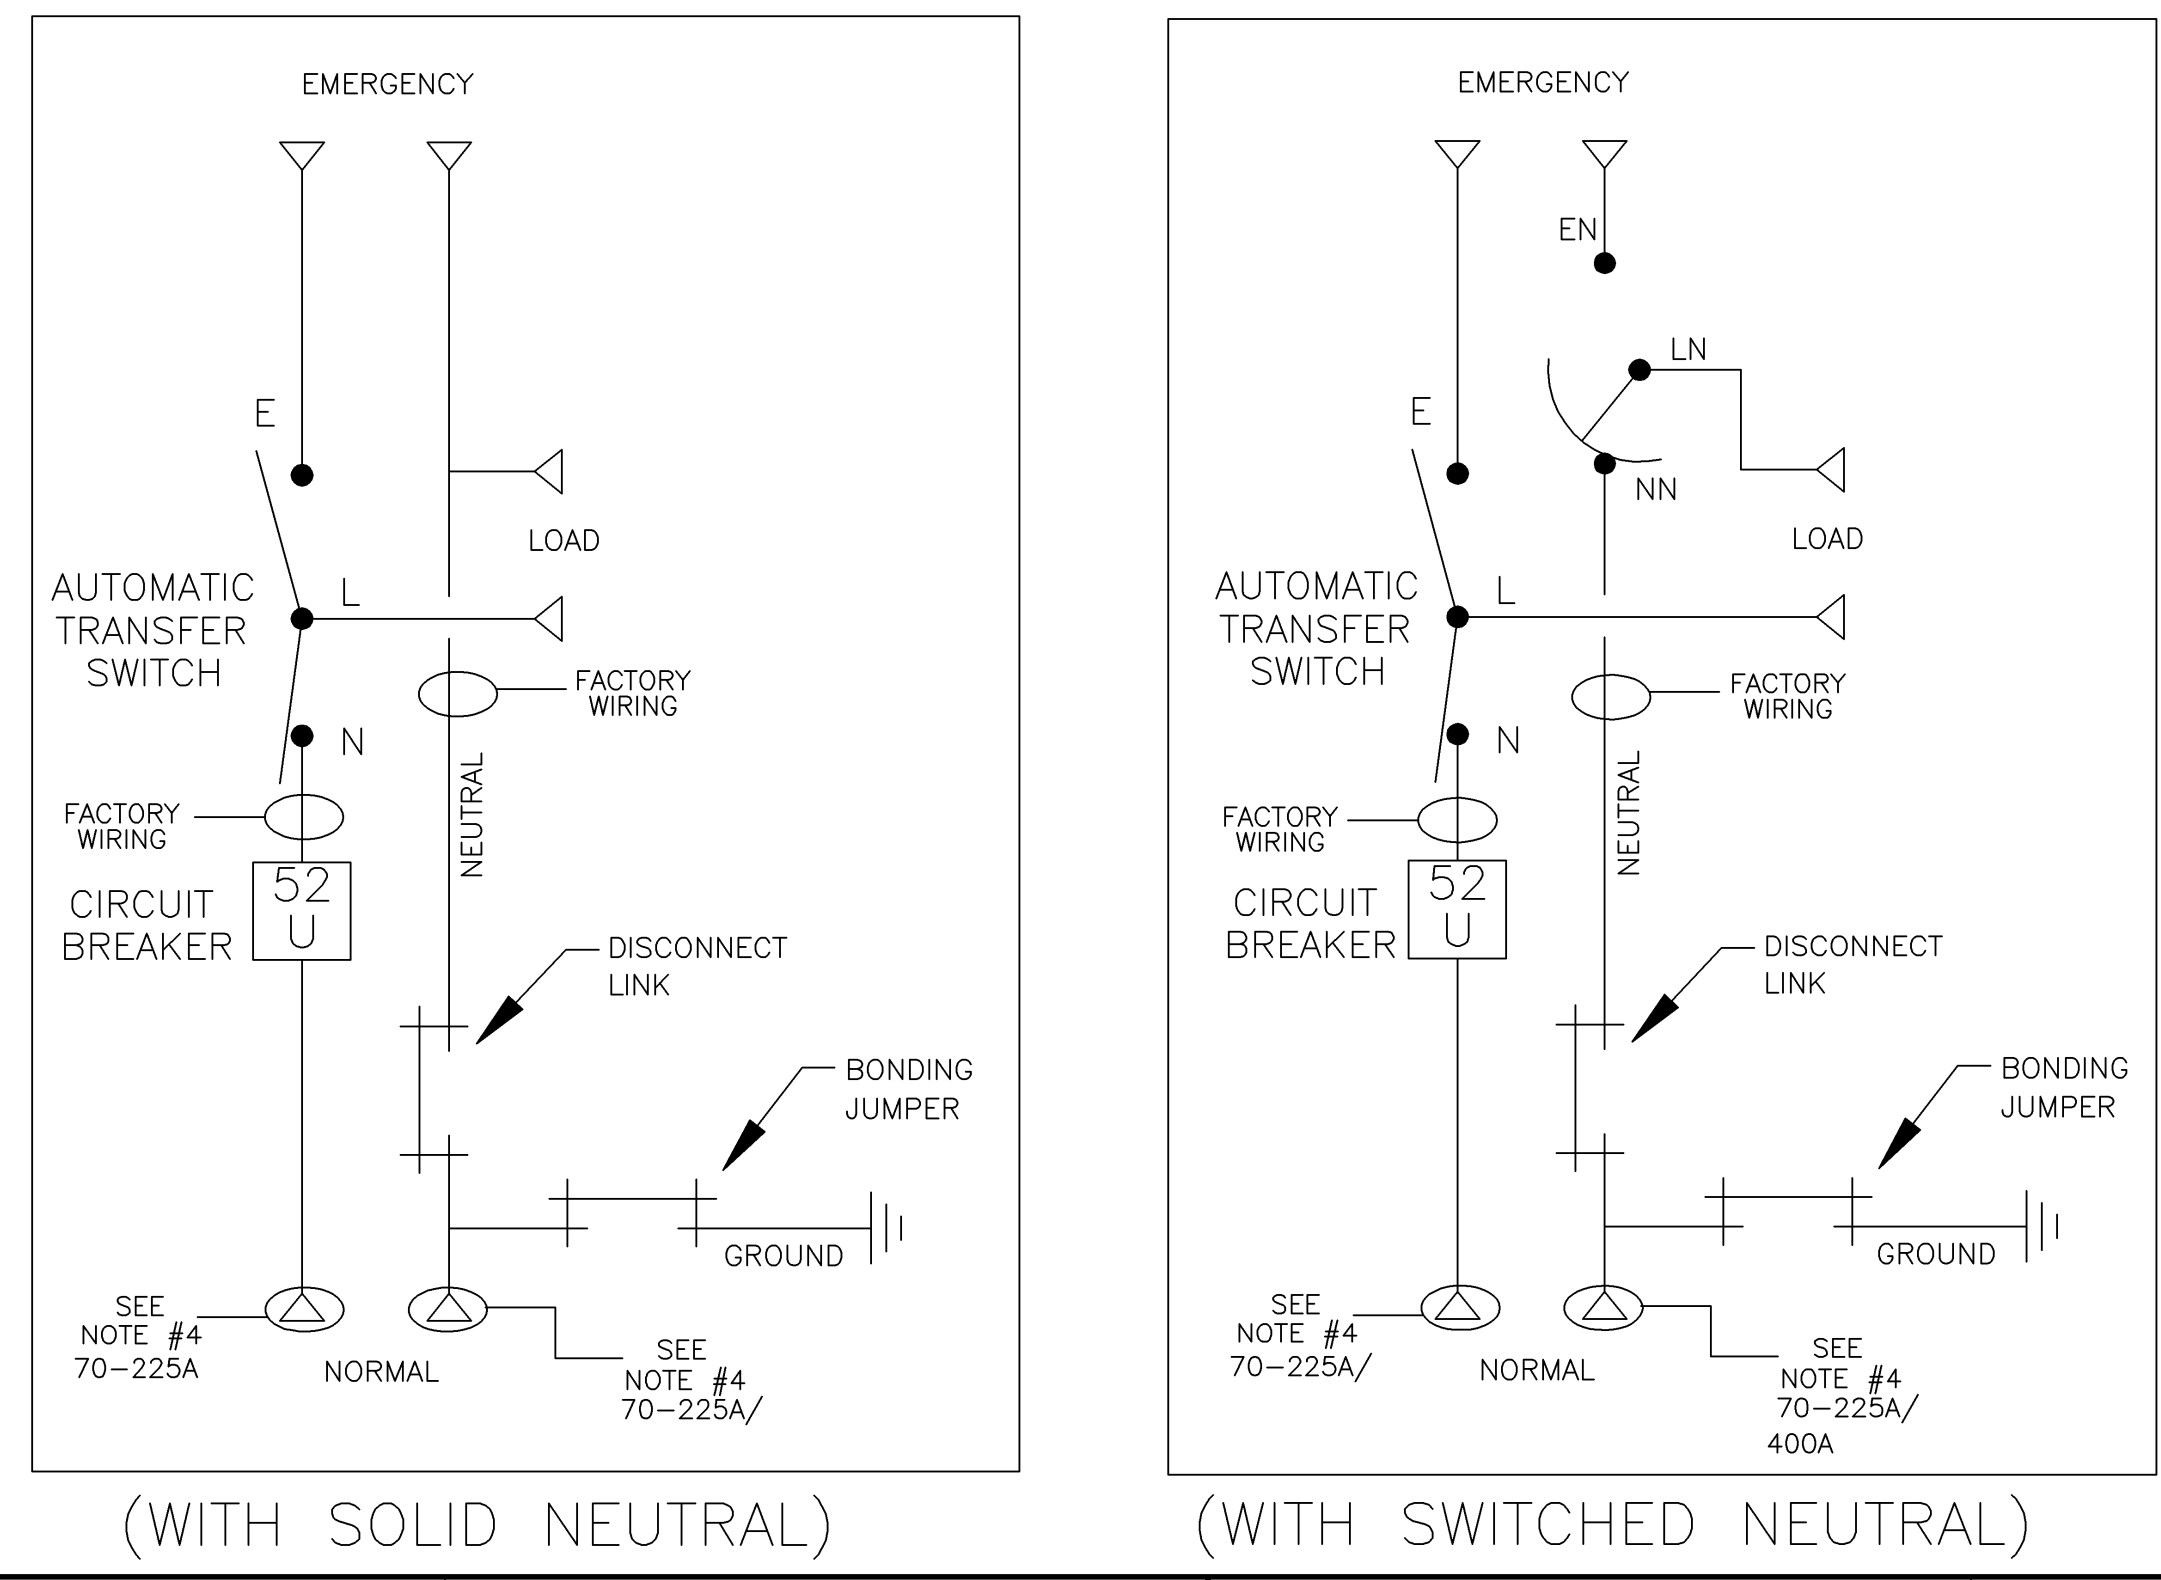 EMERGENCY
E
LOAD
AUTOMATIC
TRANSFER
SWITCH
L
FACTORY
WIRING
N
NEUTRAL
FACTORY
WIRING
52
U
CIRCUIT
BREAKER
DISCONNECT
LINK
BONDING
JUMPER
GROUND
SEE
NOTE #4
70-225A
NORMAL
SEE
NOTE #4
70-225A/
(WITH SOLID NEUTRAL)
EMERGENCY
EN
LN
E
NN
LOAD
AUTOMATIC
TRANSFER
SWITCH
L
FACTORY
WIRING
N
NEUTRAL
FACTORY
WIRING
52
U
CIRCUIT
BREAKER
DISCONNECT
LINK
BONDING
JUMPER
GROUND
SEE
NOTE #4
70-225A/
NORMAL
SEE
NOTE #4
70-225A/
400A
(WITH SWITCHED NEUTRAL)